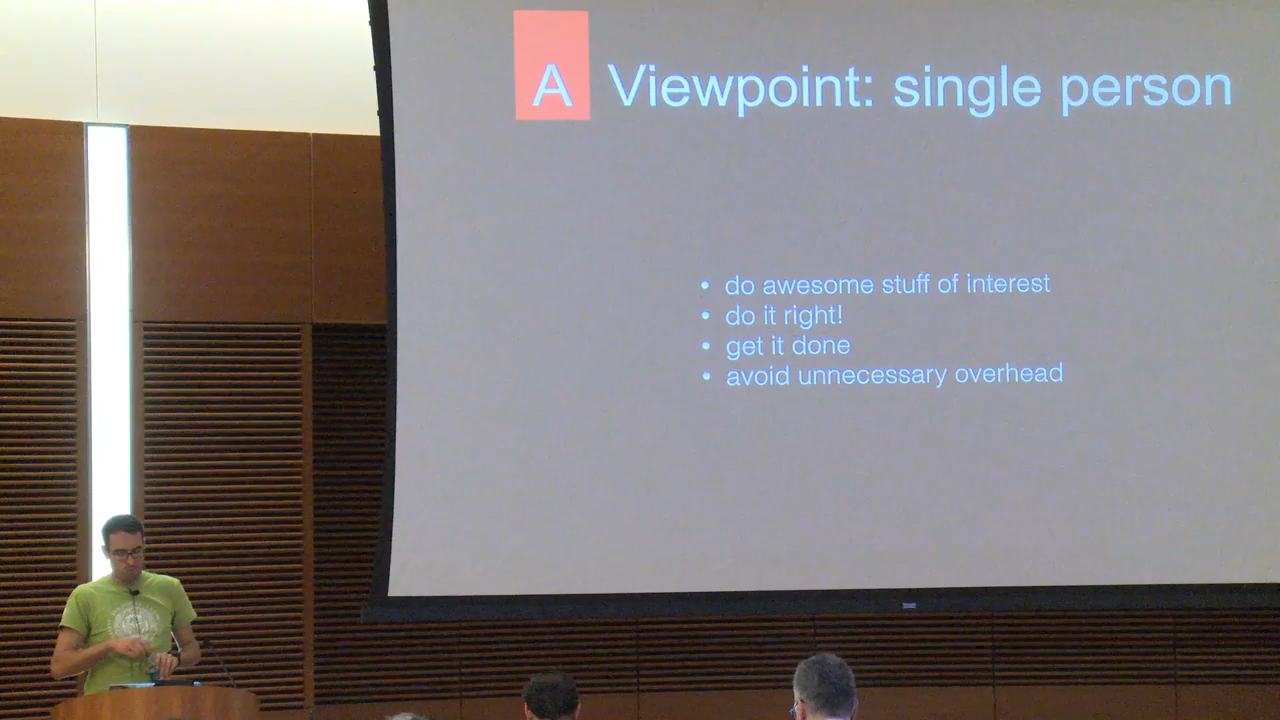 A Viewpoint: single person
• do awesome stuff of interest
• do it right!
• get it done
• avoid unnecessary overhead